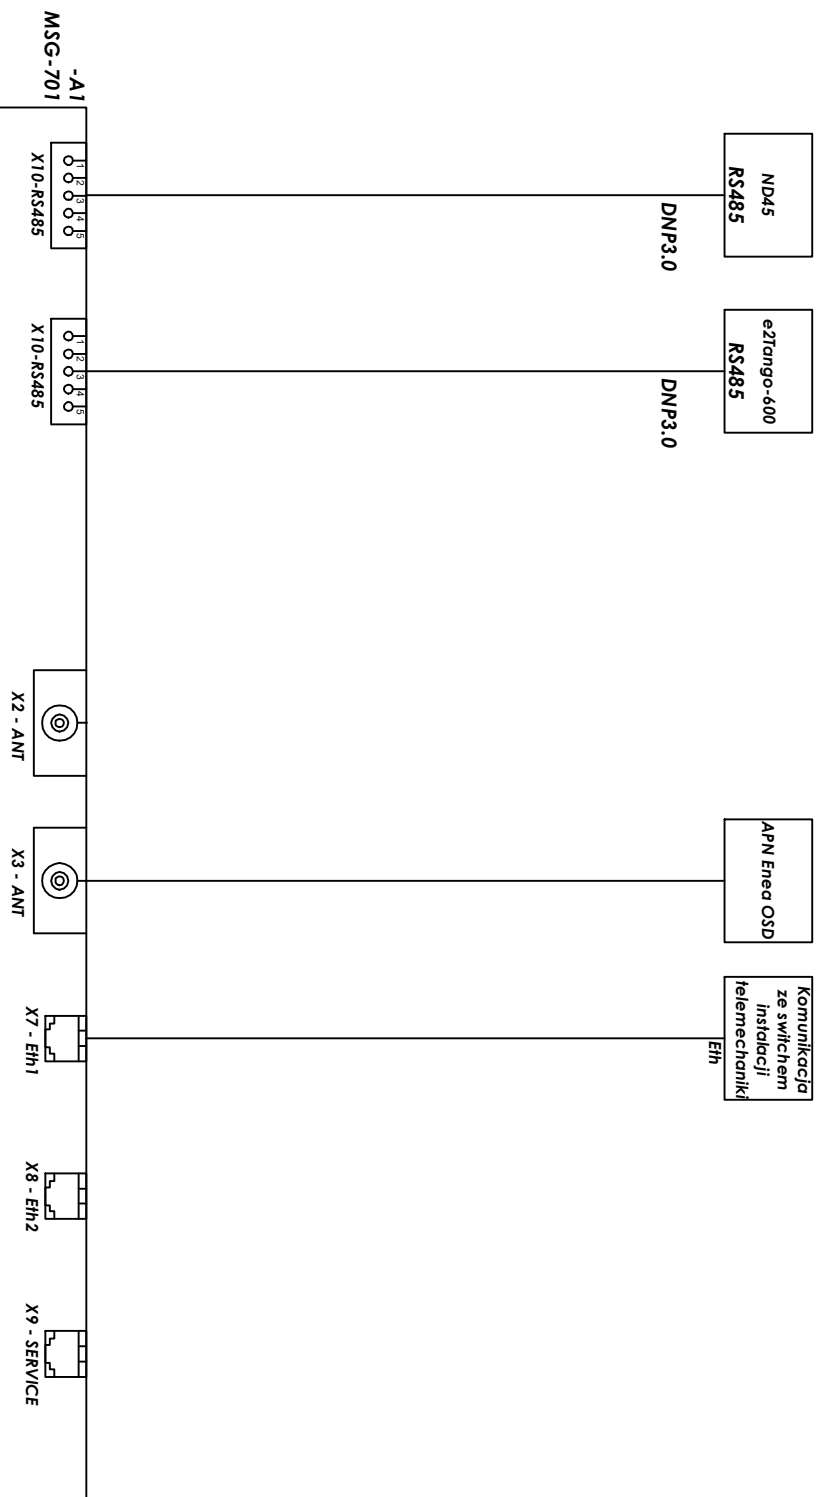 -A1
MSG-701
ND45
RS485
DNP3.0
1
2
3
4
5
X10-RS485
e2Tango-600
RS485
DNP3.0
1
2
3
4
5
X10-RS485
X2 - ANT
APN Enea OSD
X3 - ANT
Komunikacja
ze switchem
instalacji
telemechaniki
Eth
X7 - Eth1
X8 - Eth2
X9 - SERVICE